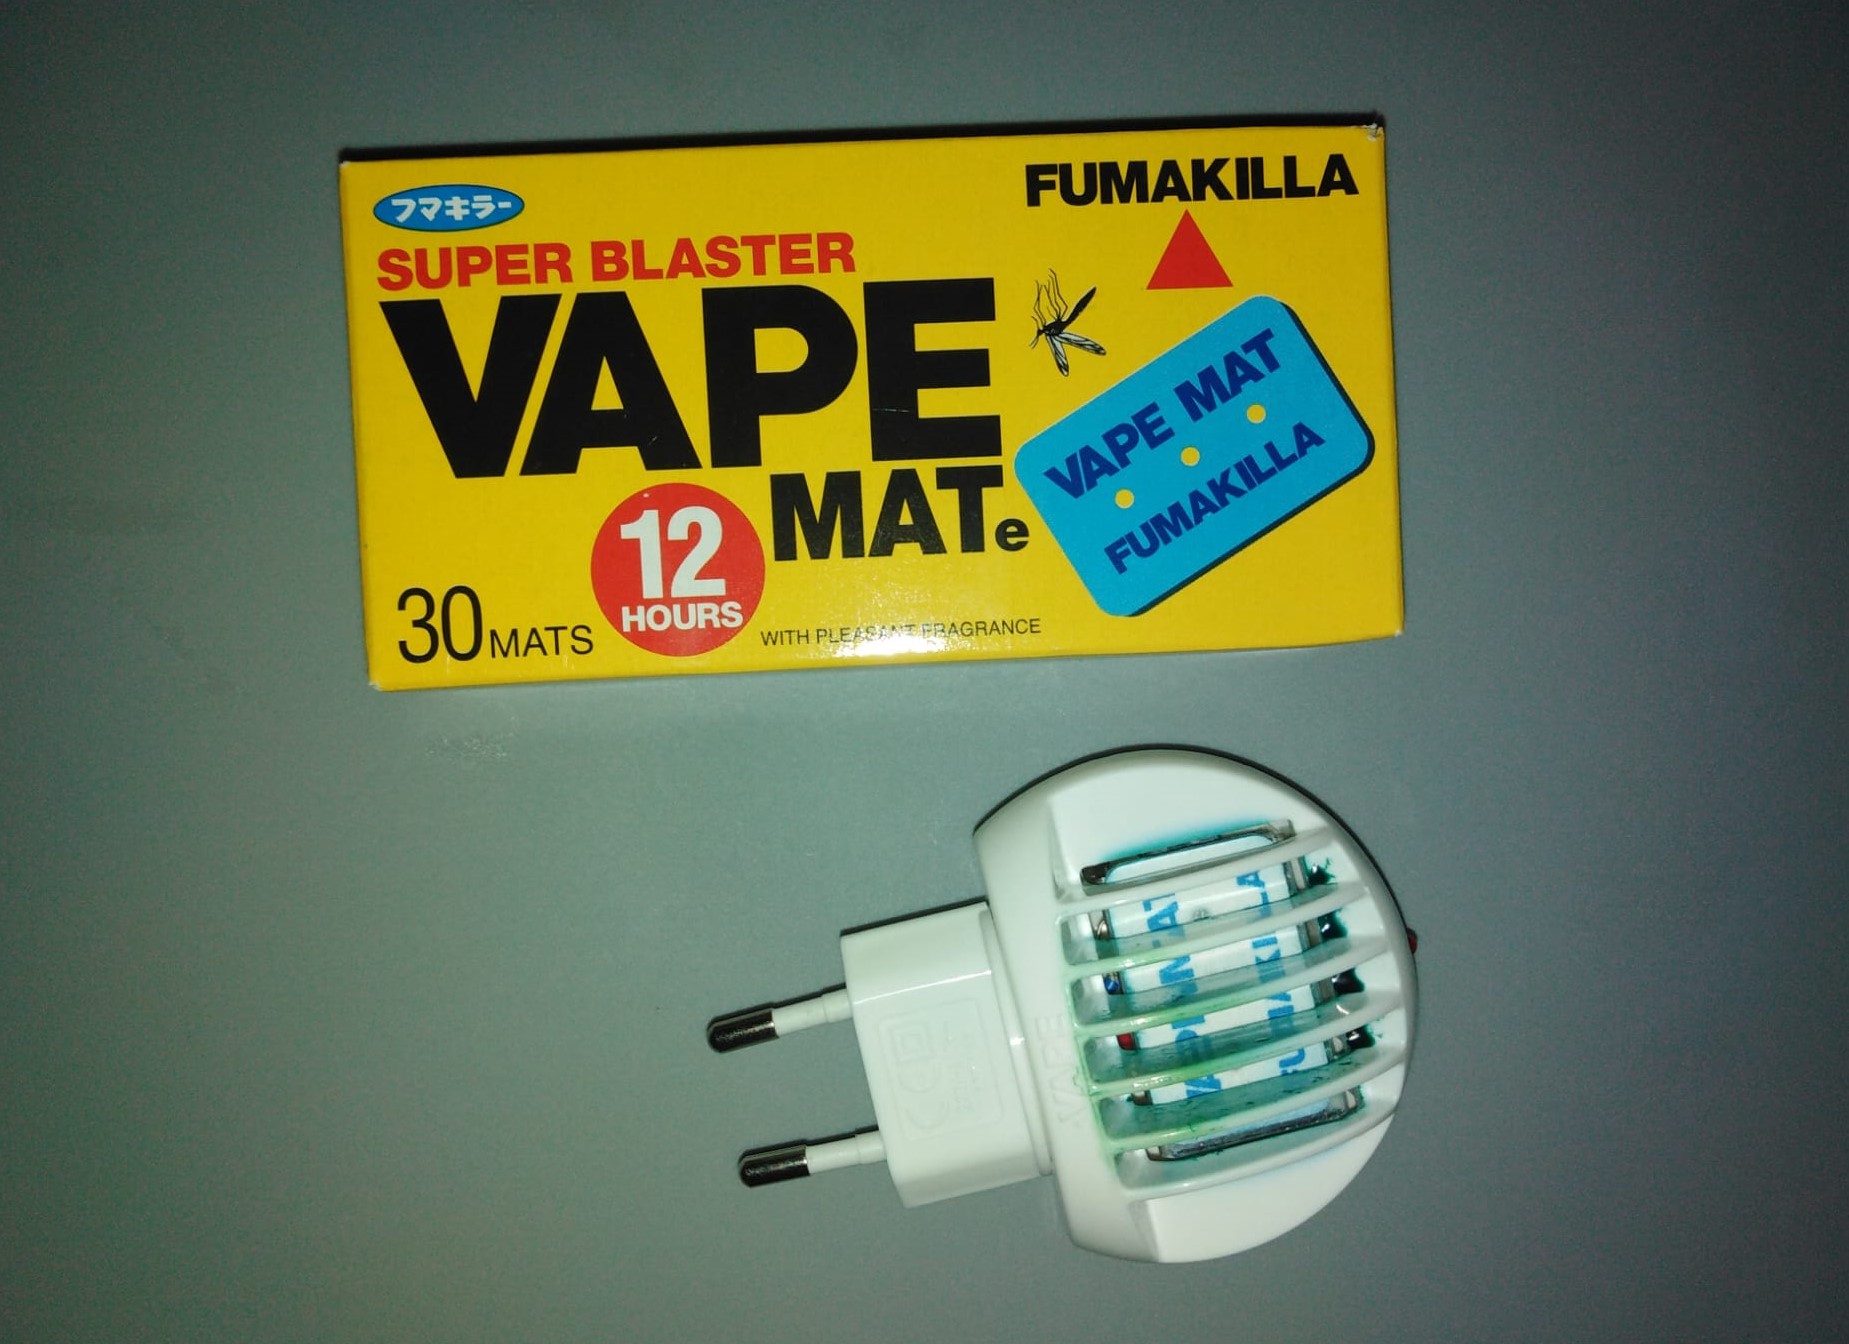 フマキラー
FUMAKILLA
SUPER BLASTER
VAPE
MATe
12
HOURS
30 MATS
WITH PLEASANT FRAGRANCE
VAPE MAT
FUMAKILLA
VAPE